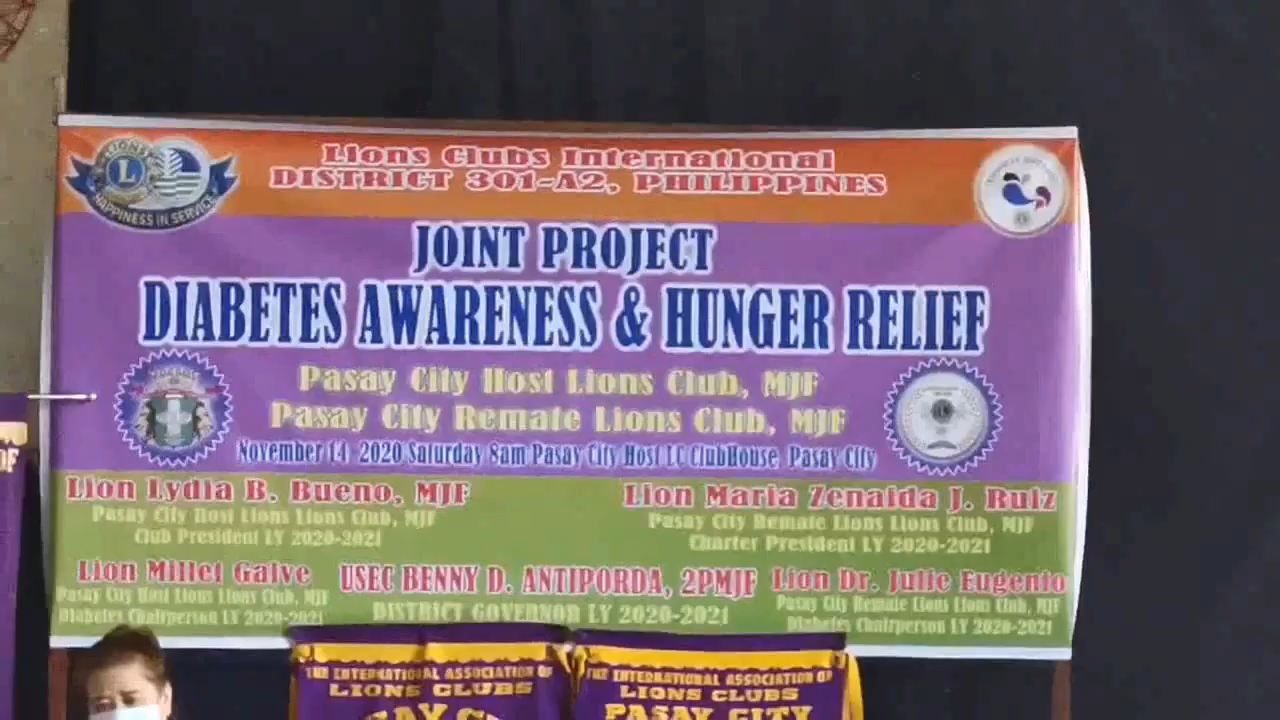 Lions Clubs International
DISTRICT 301-A2, PHILIPPINES
LIONS
L
HAPPINESS IN SERVICE
JOINT PROJECT
DIABETES AWARENESS & HUNGER RELIEF
Pasay City Host Lions Club, MJF
Pasay City Remate Lions Club, MJF
November 14, 2020 Saturday 8am Pasay City Host LC ClubHouse, Pasay City
Lion Lydia B. Bueno, MJF
Pasay City Host Lions Lions Club, MJF
Club President LY 2020-2021
Lion Maria Zenaida J. Ruiz
Pasay City Remate Lions Lions Club, MJF
Charter President LY 2020-2021
Lion Millet Galve
Pasay City Host Lions Lions Club, MJF
Diabetes Chairperson LY 2020-2021
USEC BENNY D. ANTIPORDA, 2PMJF
DISTRICT GOVERNOR LY 2020-2021
Lion Dr. Julie Eugenio
Pasay City Remate Lions Lions Club, MJF
Diabetes Chairperson LY 2020-2021
OF
THE INTERNATIONAL ASSOCIATION OF
LIONS CLUBS
THE INTERNATIONAL ASSOCIATION OF
LIONS CLUBS
PASAY CITY